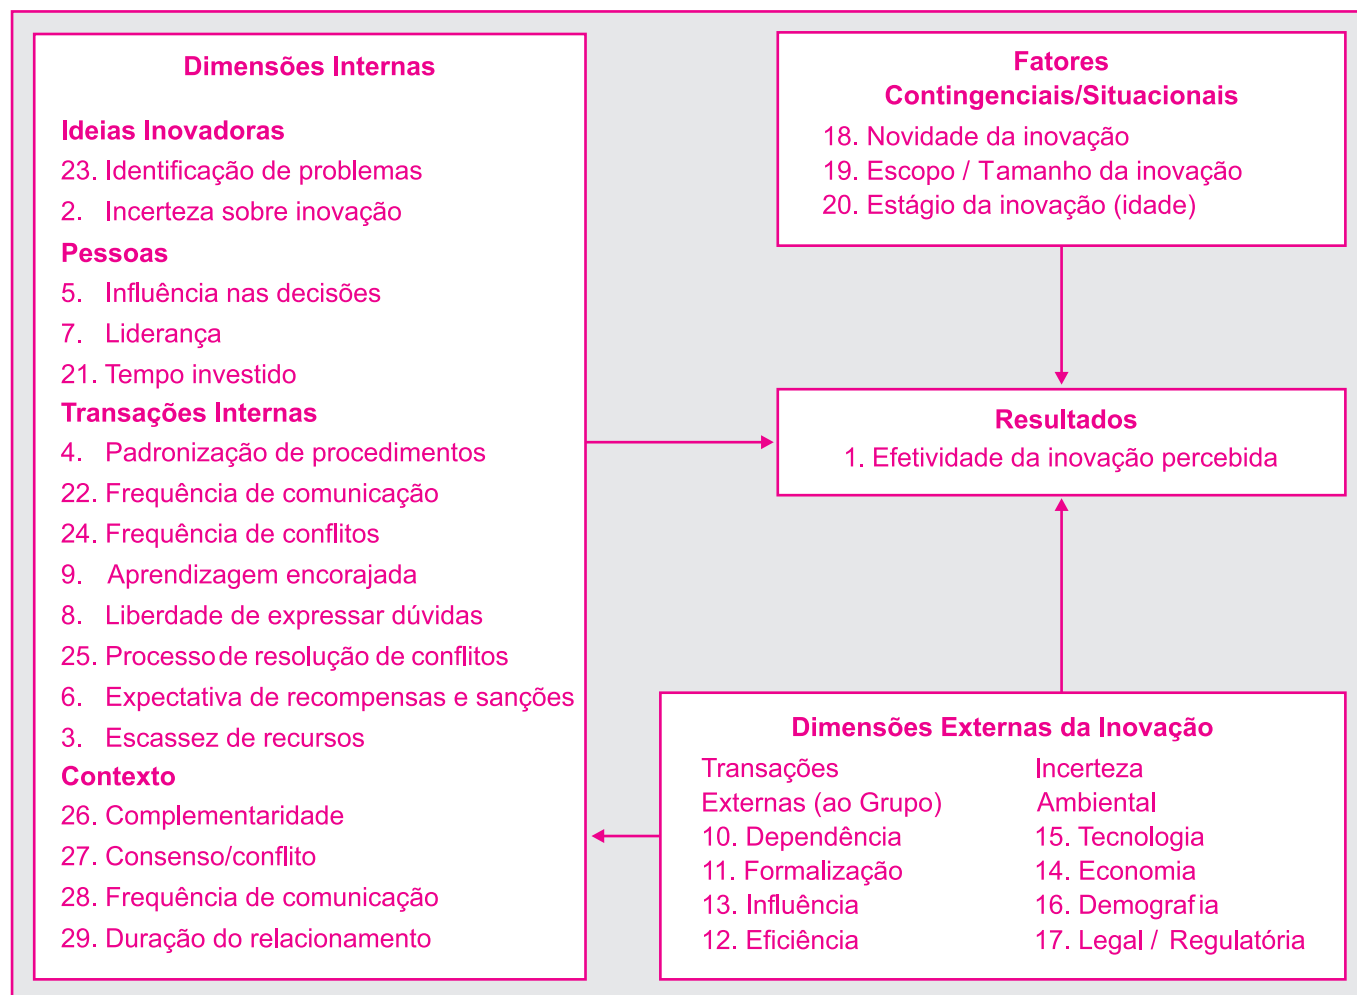 Dimensões Internas
Ideias Inovadoras
23. Identificação de problemas
2. Incerteza sobre inovação
Pessoas
5. Influência nas decisões
7. Liderança
21. Tempo investido
Transações Internas
4. Padronização de procedimentos
22. Frequência de comunicação
24. Frequência de conflitos
9. Aprendizagem encorajada
8. Liberdade de expressar dúvidas
25. Processo de resolução de conflitos
6. Expectativa de recompensas e sanções
3. Escassez de recursos
Contexto
26. Complementaridade
27. Consenso/conflito
28. Frequência de comunicação
29. Duração do relacionamento
Fatores
Contingenciais/Situacionais
18. Novidade da inovação
19. Escopo / Tamanho da inovação
20. Estágio da inovação (idade)
Resultados
1. Efetividade da inovação percebida
Dimensões Externas da Inovação
Transações
Externas (ao Grupo)
10. Dependência
11. Formalização
13. Influência
12. Eficiência
Incerteza
Ambiental
15. Tecnologia
14. Economia
16. Demografia
17. Legal / Regulatória